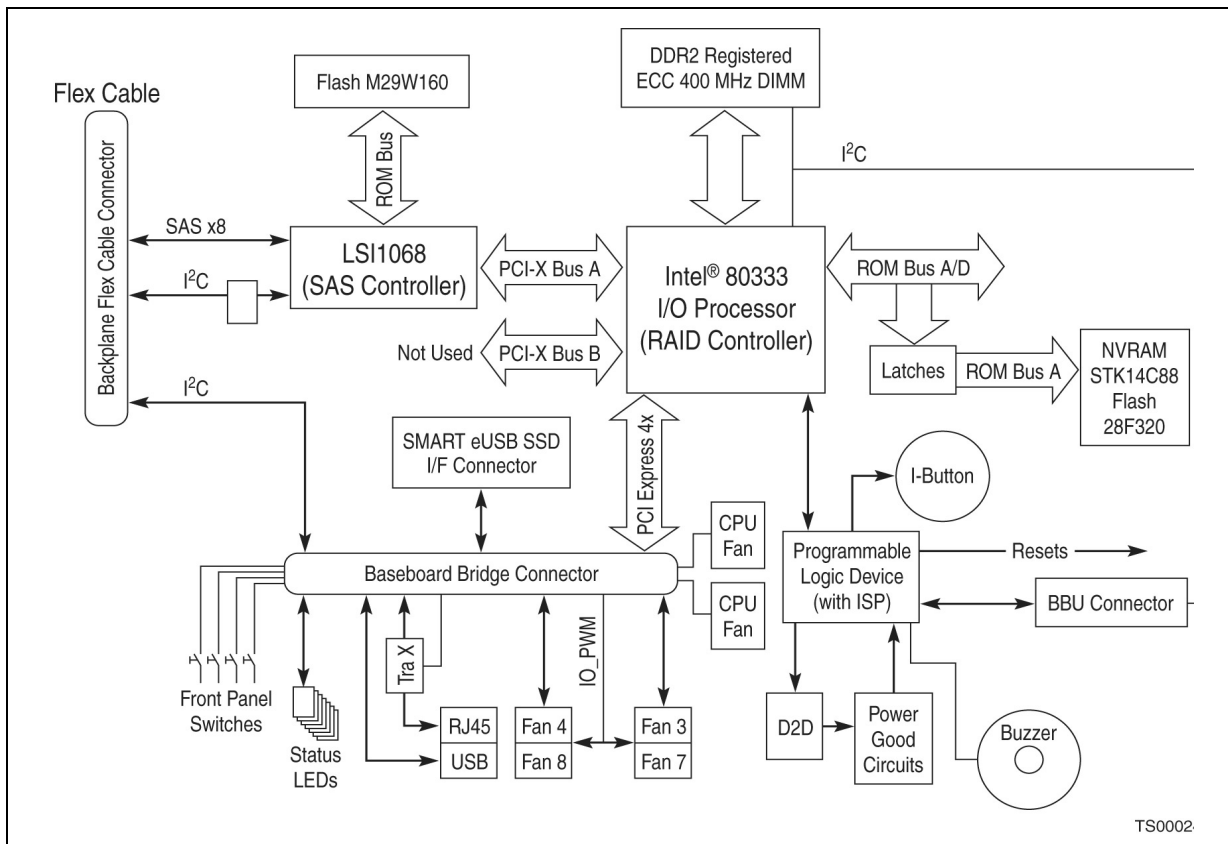 Flex Cable
Backplane Flex Cable Connector
Flash M29W160
ROM Bus
DDR2 Registered
ECC 400 MHz DIMM
I²C
SAS x8
I²C
I²C
LSI1068
(SAS Controller)
PCI-X Bus A
Not Used
PCI-X Bus B
Intel® 80333
I/O Processor
(RAID Controller)
ROM Bus A/D
Latches
ROM Bus A
NVRAM
STK14C88
Flash
28F320
SMART eUSB SSD
I/F Connector
PCI Express 4x
I-Button
CPU
Fan
CPU
Fan
Baseboard Bridge Connector
Programmable
Logic Device
(with ISP)
Resets
BBU Connector
Front Panel
Switches
Status
LEDs
Tra X
RJ45
USB
IO_PWM
Fan 4
Fan 8
Fan 3
Fan 7
D2D
Power
Good
Circuits
Buzzer